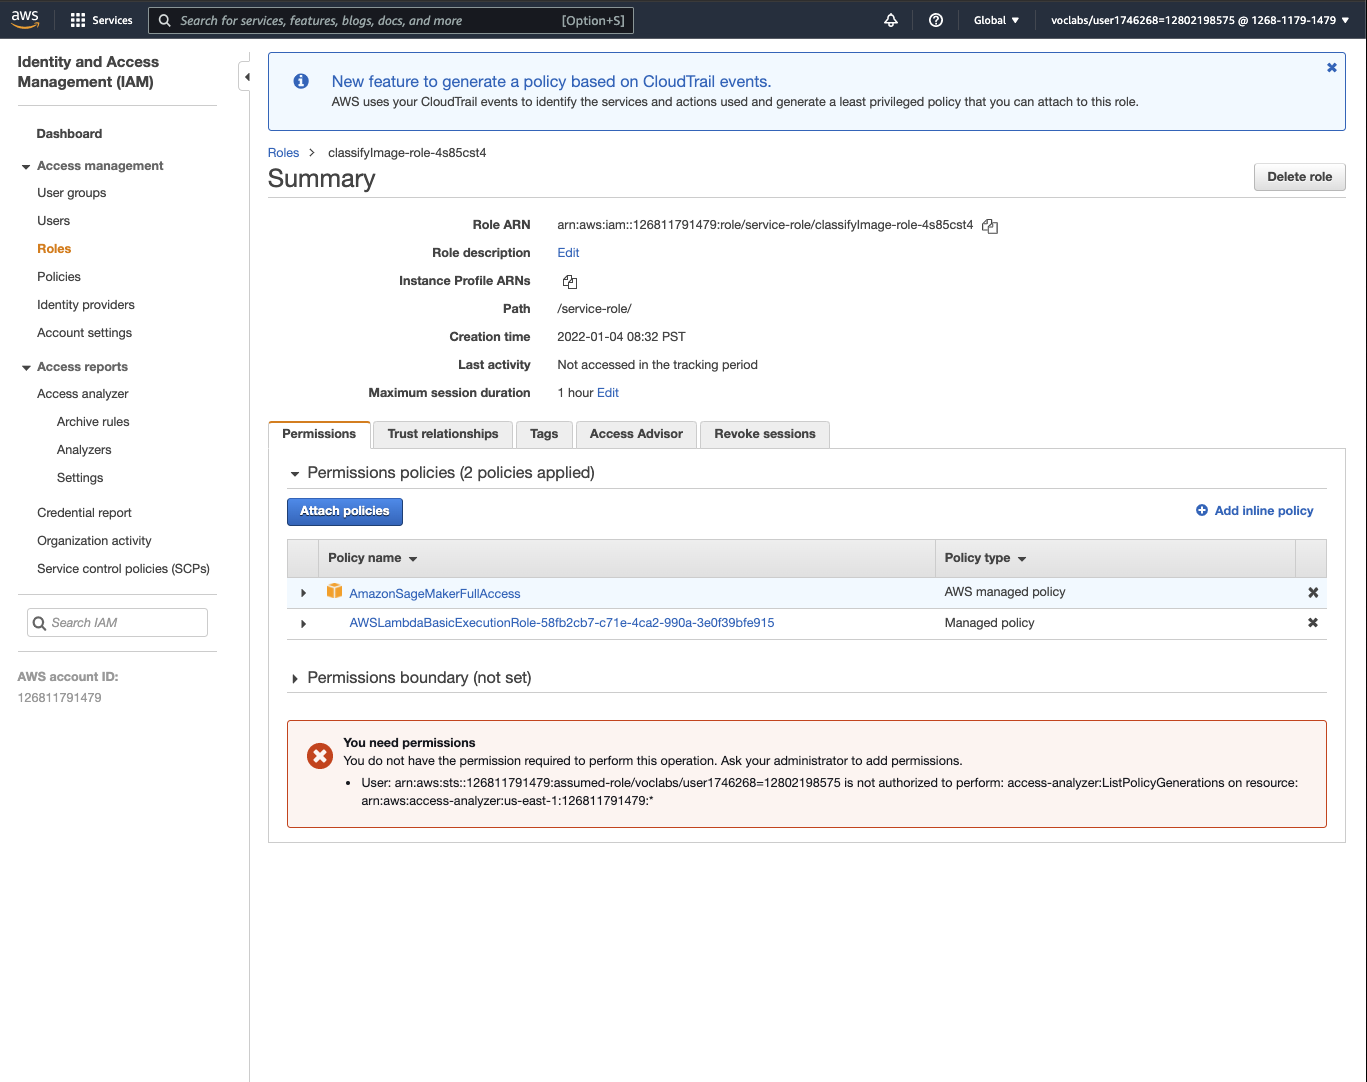 aws
Services
Search for services, features, blogs, docs, and more
[Option+S]
Global ▼
voclabs/user1746268=12802198575 @ 1268-1179-1479 ▼
Identity and Access
Management (IAM)
Dashboard
Access management
User groups
Users
Roles
Policies
Identity providers
Account settings
Access reports
Access analyzer
Archive rules
Analyzers
Settings
Credential report
Organization activity
Service control policies (SCPs)
Search IAM
AWS account ID:
126811791479
New feature to generate a policy based on CloudTrail events.
AWS uses your CloudTrail events to identify the services and actions used and generate a least privileged policy that you can attach to this role.
Roles > classifyImage-role-4s85cst4
Summary
Delete role
Role ARN arn:aws:iam::126811791479:role/service-role/classifyImage-role-4s85cst4
Role description Edit
Instance Profile ARNs
Path /service-role/
Creation time 2022-01-04 08:32 PST
Last activity Not accessed in the tracking period
Maximum session duration 1 hour Edit
Permissions
Trust relationships
Tags
Access Advisor
Revoke sessions
Permissions policies (2 policies applied)
Attach policies
Add inline policy
Policy name
Policy type
AmazonSageMakerFullAccess AWS managed policy
AWSLambdaBasicExecutionRole-58fb2cb7-c71e-4ca2-990a-3e0f39bfe915 Managed policy
Permissions boundary (not set)
You need permissions
You do not have the permission required to perform this operation. Ask your administrator to add permissions.
• User: arn:aws:sts::126811791479:assumed-role/voclabs/user1746268=12802198575 is not authorized to perform: access-analyzer:ListPolicyGenerations on resource:
arn:aws:access-analyzer:us-east-1:126811791479:*